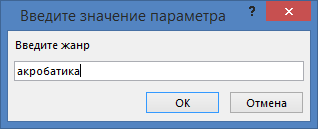 Введите значение параметра ? ×
Введите жанр
акробатика
ОК Отмена